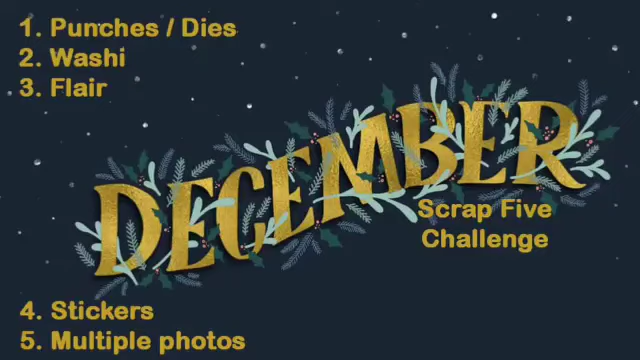 1. Punches / Dies
2. Washi
3. Flair
DECEMBER
Scrap Five
Challenge
4. Stickers
5. Multiple photos